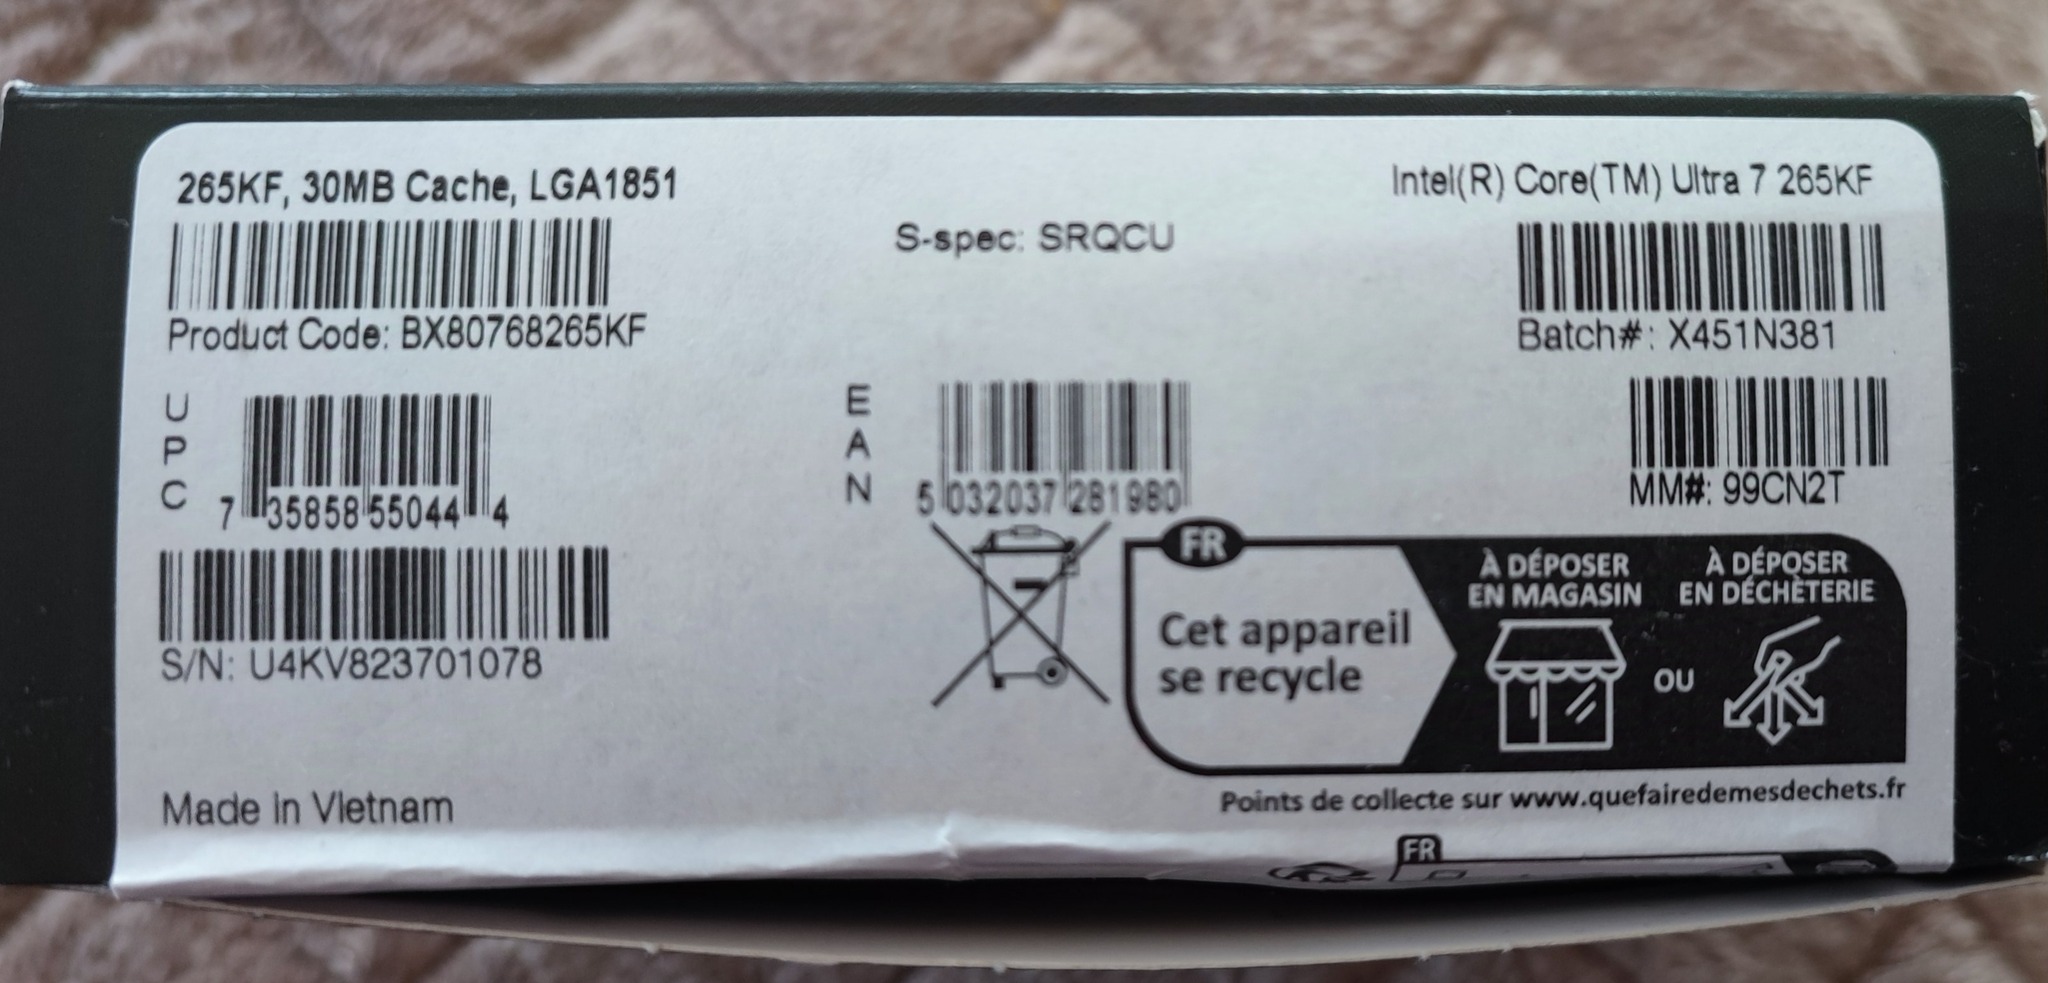 265KF, 30MB Cache, LGA1851
Intel(R) Core(TM) Ultra 7 265KF
S-spec: SRQCU
Product Code: BX80768265KF
Batch#: X451N381
UPC
7 35858 55044 4
EAN
5 032037 281980
MM#: 99CN2T
S/N: U4KV823701078
FR
Cet appareil
se recycle
À DÉPOSER
EN MAGASIN
OU
À DÉPOSER
EN DÉCHÈTERIE
Points de collecte sur www.quefairedemesdechets.fr
Made in Vietnam
FR